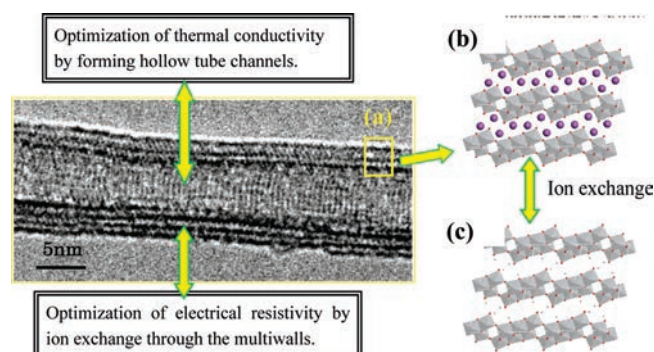 Optimization of thermal conductivity
by forming hollow tube channels.
(a)
5nm
Optimization of electrical resistivity by
ion exchange through the multiwalls.
(b)
Ion exchange
(c)